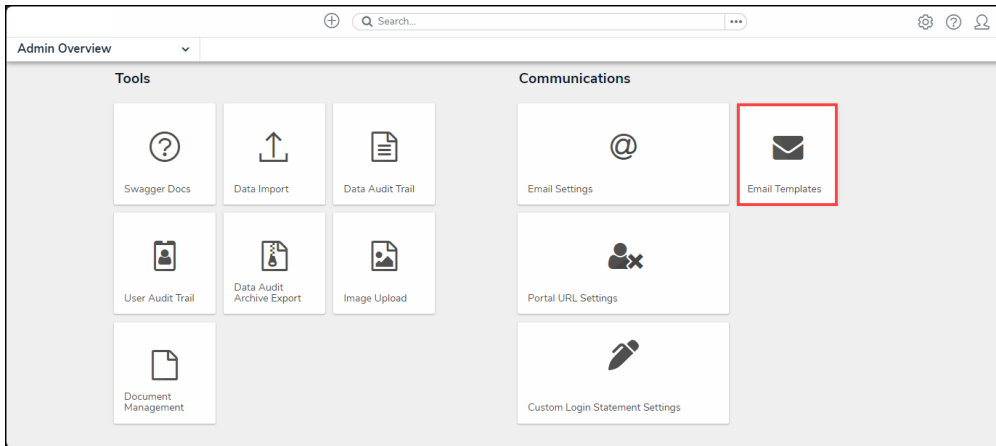 Search...
Admin Overview
Tools
Swagger Docs
Data Import
Data Audit Trail
User Audit Trail
Data Audit
Archive Export
Image Upload
Document
Management
Communications
@
Email Settings
Email Templates
Portal URL Settings
Custom Login Statement Settings